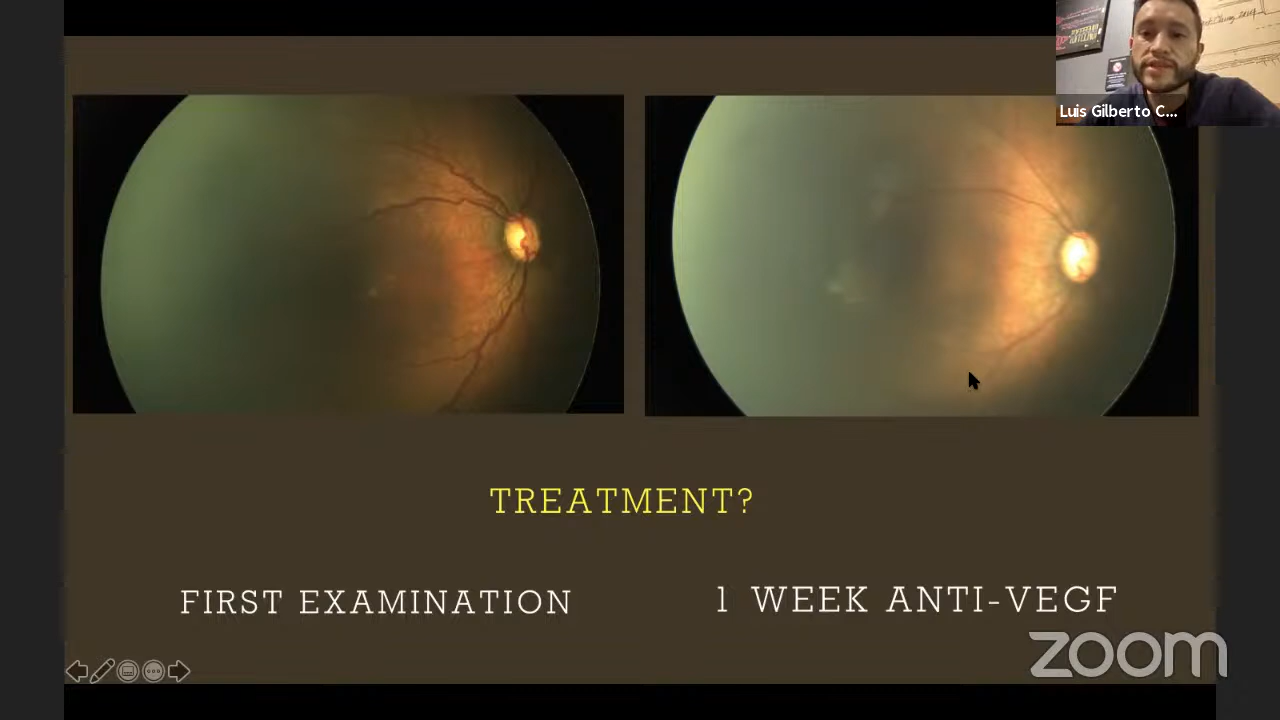 Luis Gilberto C...
TREATMENT?
FIRST EXAMINATION
1 WEEK ANTI-VEGF
zoom